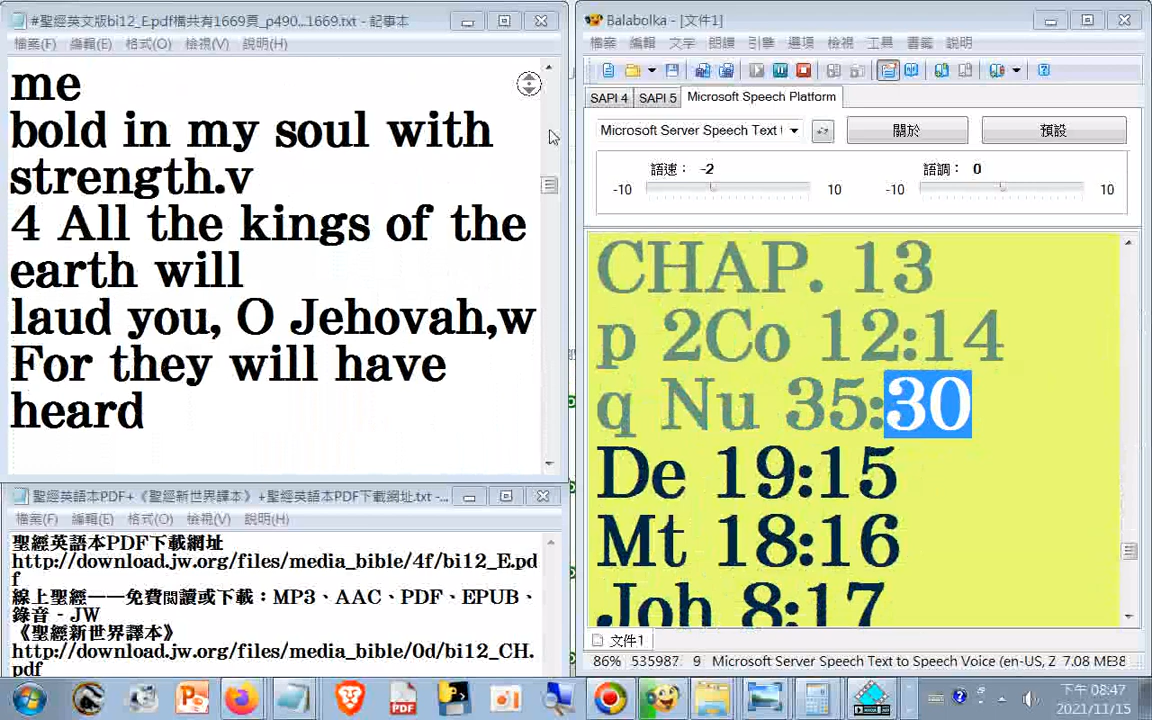 #聖經英文版bi12_E.pdf檔共有1669頁_p490...1669.txt - 記事本
檔案(F) 編輯(E) 格式(O) 檢視(V) 說明(H)
me
bold in my soul with
strength.v
4 All the kings of the
earth will
laud you, O Jehovah,w
For they will have
heard
聖經英語本PDF+《聖經新世界譯本》+聖經英語本PDF下載網址.txt - ...
檔案(F) 編輯(E) 格式(O) 檢視(V) 說明(H)
聖經英語本PDF下載網址
http://download.jw.org/files/media_bible/4f/bi12_E.pd
f
線上聖經──免費閱讀或下載：MP3、AAC、PDF、EPUB、
錄音 - JW
《聖經新世界譯本》
http://download.jw.org/files/media_bible/0d/bi12_CH.
pdf
Balabolka - [文件1]
檔案 編輯 文字 朗讀 引擎 選項 檢視 工具 書籤 說明
SAPI 4 SAPI 5 Microsoft Speech Platform
Microsoft Server Speech Text 關於 預設
語速： -2 語調： 0
-10 10 -10 10
CHAP. 13
p 2Co 12:14
q Nu 35:30
De 19:15
Mt 18:16
Joh 8:17
文件1
86% 535987 9 Microsoft Server Speech Text to Speech Voice (en-US, Z 7.08 ME38
下午 08:47
2021/11/15